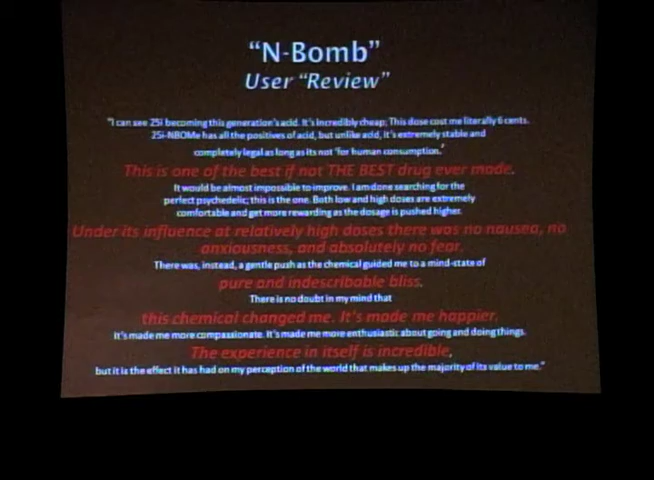 “N-Bomb”
User “Review”
“I can see 25i becoming this generation's acid. It's incredibly cheap; This dose cost me literally 6 cents.
25i-NBOMe has all the positives of acid, but unlike acid, it's extremely stable and
completely legal as long as its not ‘for human consumption.’
This is one of the best if not THE BEST drug ever made.
It would be almost impossible to improve. I am done searching for the
perfect psychedelic; this is the one. Both low and high doses are extremely
comfortable and get more rewarding as the dosage is pushed higher.
Under its influence at relatively high doses there was no nausea, no
anxiousness, and absolutely no fear.
There was, instead, a gentle push as the chemical guided me to a mind-state of
pure and indescribable bliss.
There is no doubt in my mind that
this chemical changed me. It's made me happier.
It's made me more compassionate. It's made me more enthusiastic about going and doing things.
The experience in itself is incredible,
but it is the effect it has had on my perception of the world that makes up the majority of its value to me.”